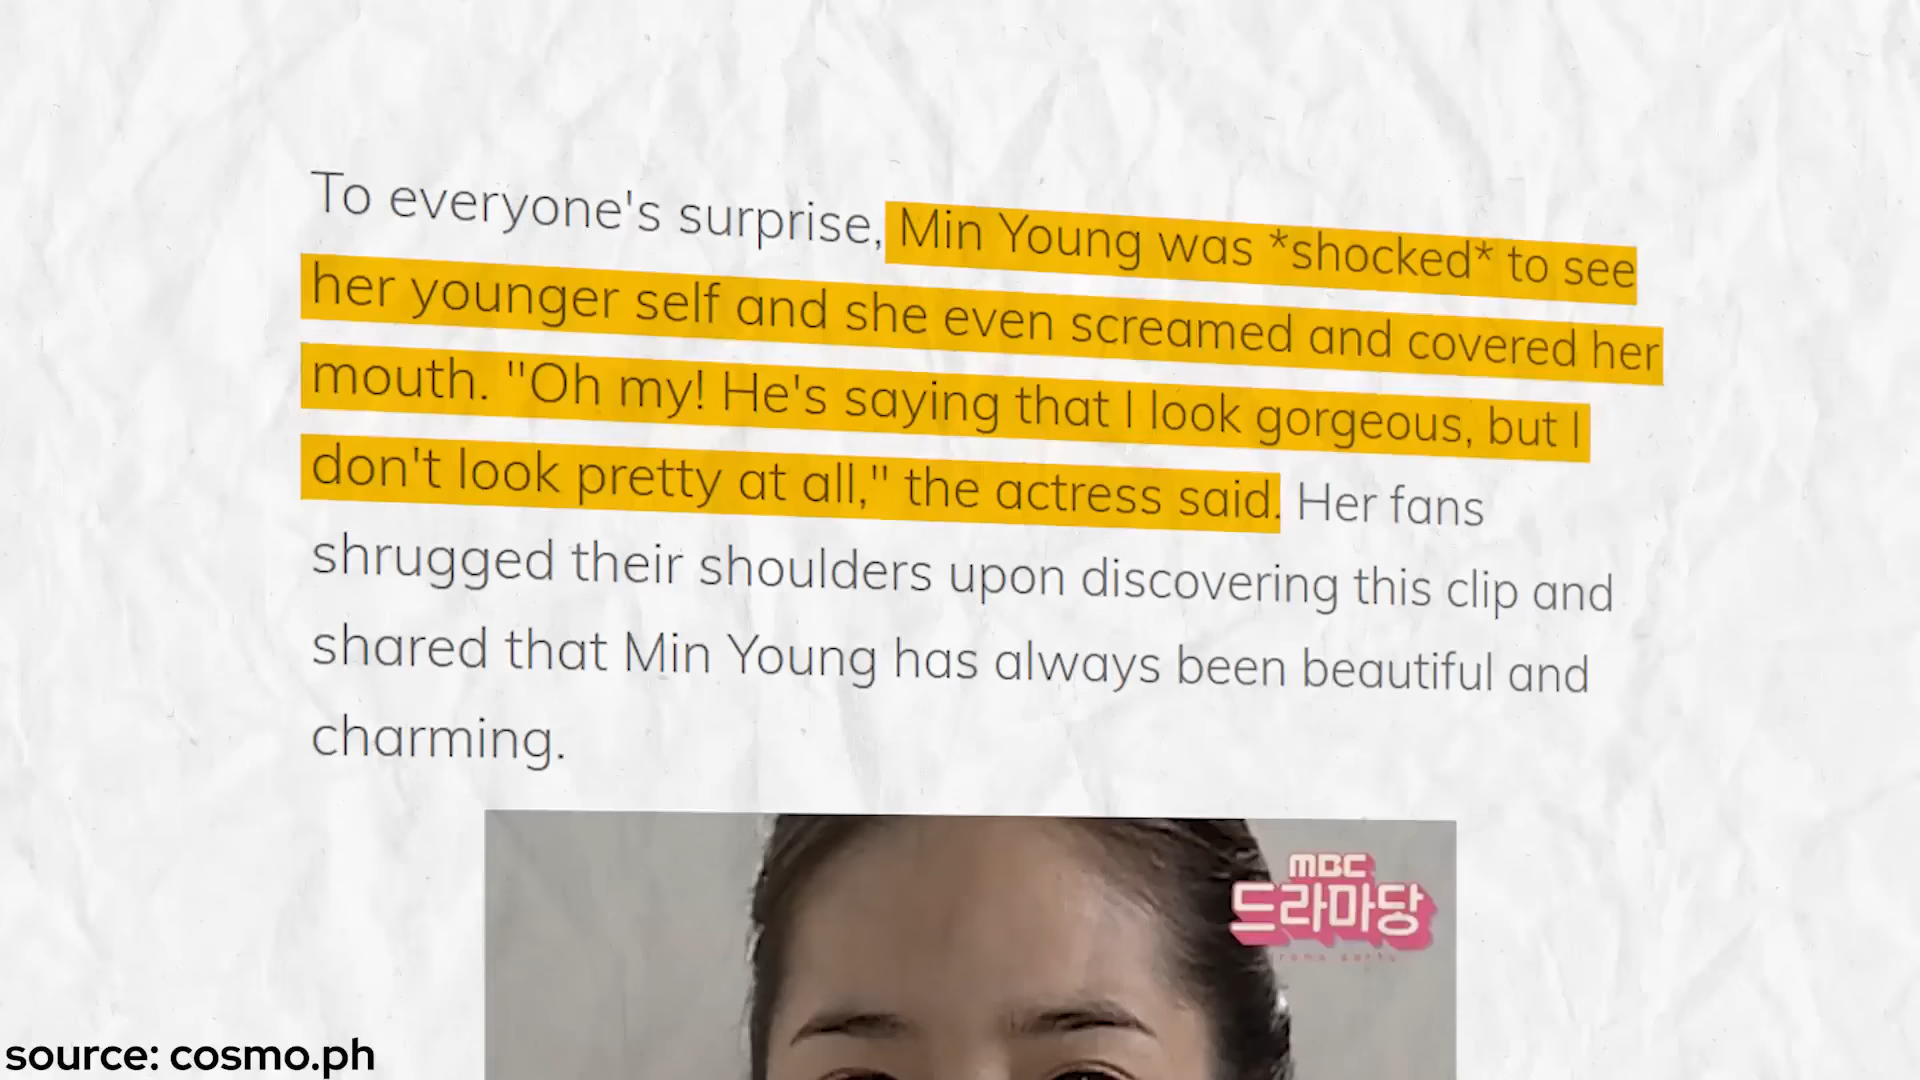 To everyone's surprise, Min Young was *shocked* to see
her younger self and she even screamed and covered her
mouth. "Oh my! He's saying that I look gorgeous, but I
don't look pretty at all," the actress said. Her fans
shrugged their shoulders upon discovering this clip and
shared that Min Young has always been beautiful and
charming.
MBC
드라마당
source: cosmo.ph